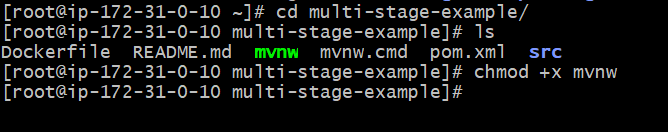 [root@ip-172-31-0-10 ~]# cd multi-stage-example/
[root@ip-172-31-0-10 multi-stage-example]# ls
Dockerfile  README.md  mvnw  mvnw.cmd  pom.xml  src
[root@ip-172-31-0-10 multi-stage-example]# chmod +x mvnw
[root@ip-172-31-0-10 multi-stage-example]#